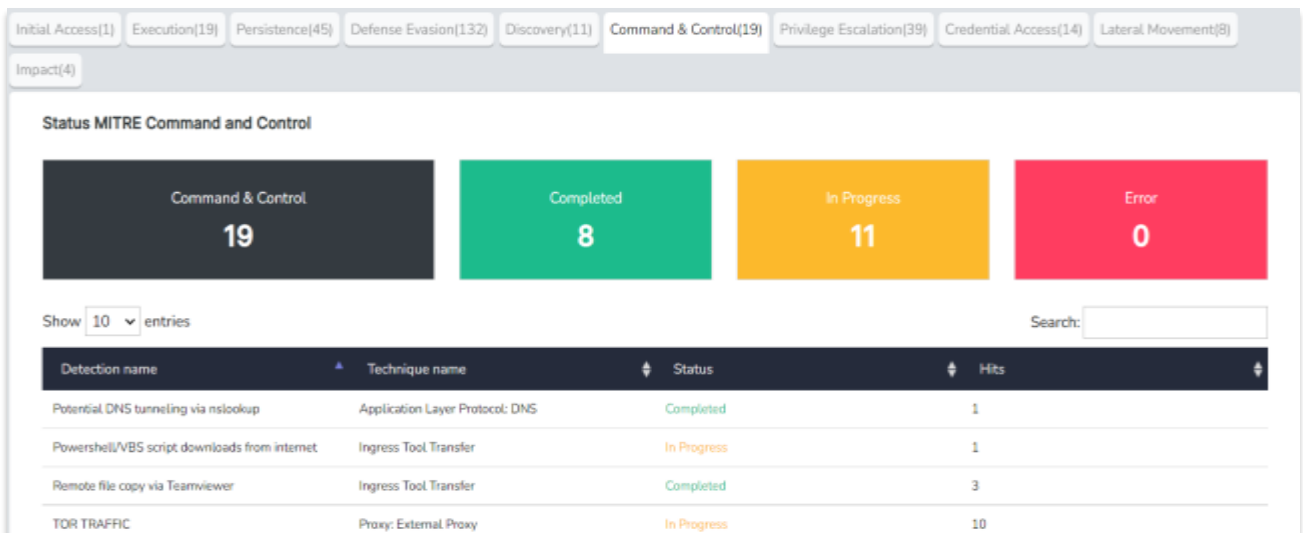 Initial Access(1) Execution(19) Persistence(45) Defense Evasion(132) Discovery(11) Command & Control(19) Privilege Escalation(39) Credential Access(14) Lateral Movement(8)
Impact(4)
Status MITRE Command and Control
Command & Control Completed In Progress Error
19 8 11 0
Show 10 entries Search:
Detection name Technique name Status Hits
Potential DNS tunneling via nslookup Application Layer Protocol: DNS Completed 1
Powershell/VBS script downloads from internet Ingress Tool Transfer In Progress 1
Remote file copy via Teamviewer Ingress Tool Transfer Completed 3
TOR TRAFFIC Proxy: External Proxy In Progress 10